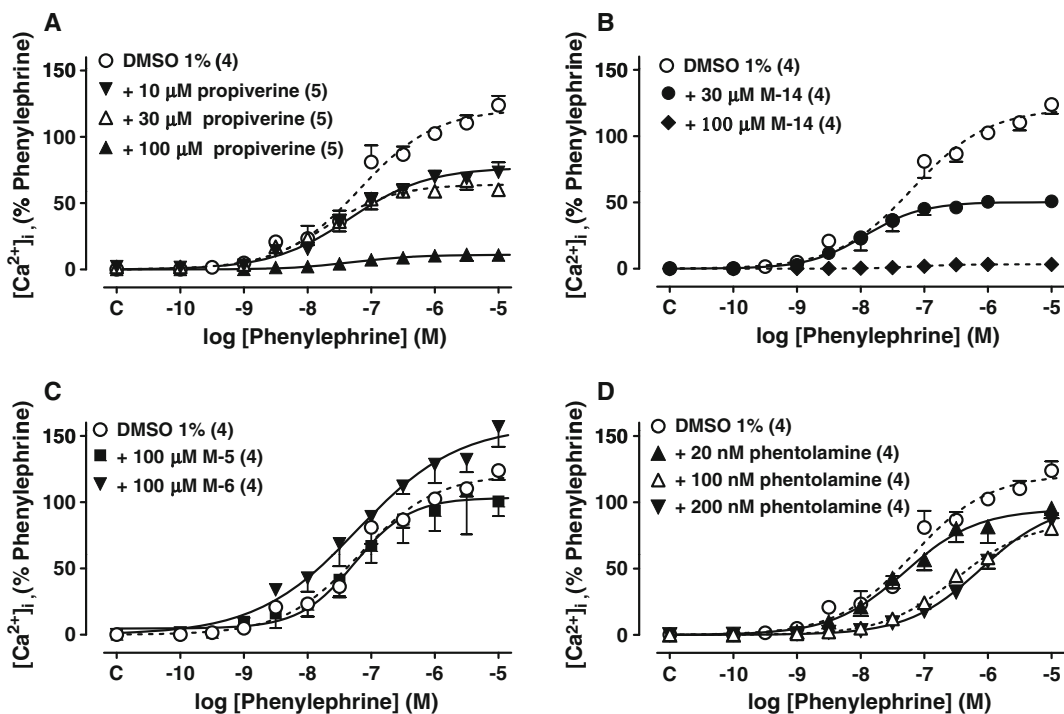 A
DMSO 1% (4)
+ 10 µM propiverine (5)
+ 30 µM propiverine (5)
+ 100 µM propiverine (5)
[Ca²⁺]i,(% Phenylephrine)
150
100
50
0
C -10 -9 -8 -7 -6 -5
log [Phenylephrine] (M)
B
DMSO 1% (4)
+ 30 µM M-14 (4)
+ 100 µM M-14 (4)
[Ca²⁺]i,(% Phenylephrine)
150
100
50
0
C -10 -9 -8 -7 -6 -5
log [Phenylephrine] (M)
C
DMSO 1% (4)
+ 100 µM M-5 (4)
+ 100 µM M-6 (4)
[Ca²⁺]i,(% Phenylephrine)
150
100
50
0
C -10 -9 -8 -7 -6 -5
log [Phenylephrine] (M)
D
DMSO 1% (4)
+ 20 nM phentolamine (4)
+ 100 nM phentolamine (4)
+ 200 nM phentolamine (4)
[Ca²⁺]i,(% Phenylephrine)
150
100
50
0
C -10 -9 -8 -7 -6 -5
log [Phenylephrine] (M)